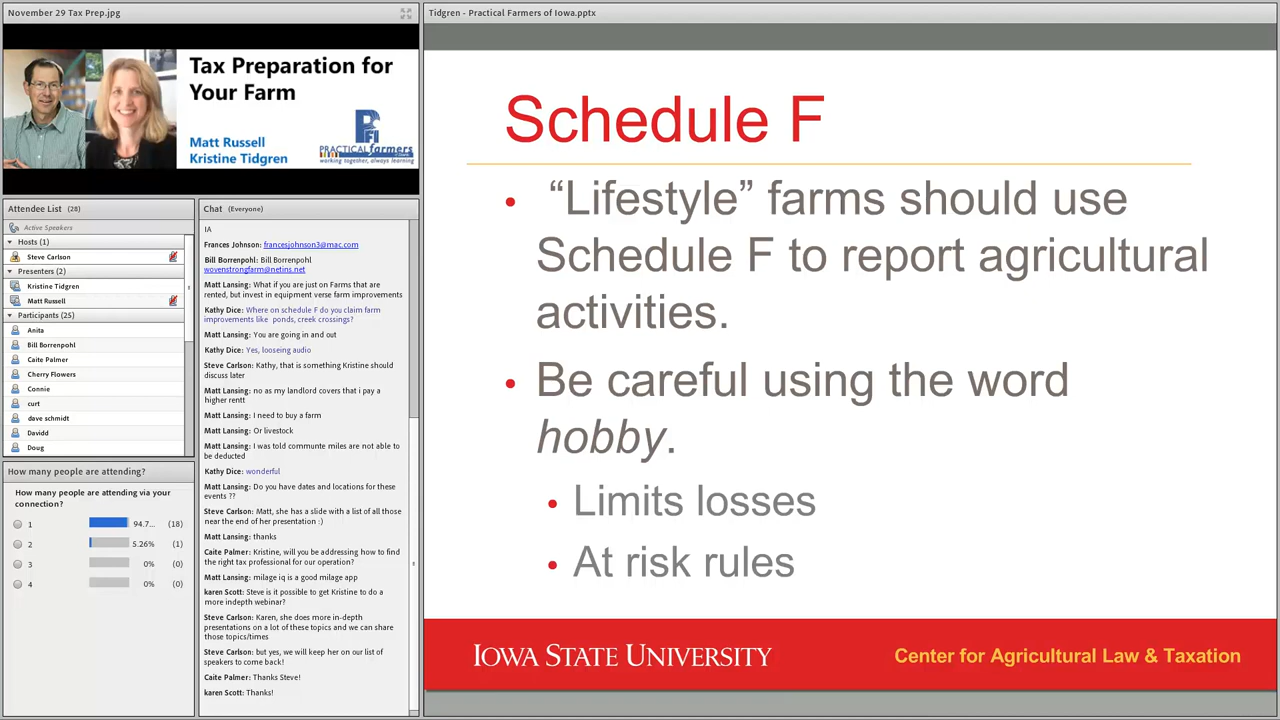 November 29 Tax Prep.jpg
Tax Preparation for
Your Farm
Matt Russell
Kristine Tidgren
PFI
PRACTICAL farmers
working together, always learning
Attendee List (28)
Active Speakers
Hosts (1)
Steve Carlson
Presenters (2)
Kristine Tidgren
Matt Russell
Participants (25)
Anita
Bill Borrenpohl
Caite Palmer
Cherry Flowers
Connie
curt
dave schmidt
Davidd
Doug
How many people are attending?
How many people are attending via your
connection?
1 94.7... (18)
2 5.26% (1)
3 0% (0)
4 0% (0)
Chat (Everyone)
IA
Frances Johnson: francesjohnson3@mac.com
Bill Borrenpohl: Bill Borrenpohl
wovenstrongfarm@netins.net
Matt Lansing: What if you are just on Farms that are
rented, but invest in equipment verse farm improvements
Kathy Dice: Where on schedule F do you claim farm
improvements like ponds, creek crossings?
Matt Lansing: You are going in and out
Kathy Dice: Yes, looseing audio
Steve Carlson: Kathy, that is something Kristine should
discuss later
Matt Lansing: no as my landlord covers that i pay a
higher rentt
Matt Lansing: I need to buy a farm
Matt Lansing: Or livestock
Matt Lansing: I was told communte miles are not able to
be deducted
Kathy Dice: wonderful
Matt Lansing: Do you have dates and locations for these
events ??
Steve Carlson: Matt, she has a slide with a list of all those
near the end of her presentation :)
Matt Lansing: thanks
Caite Palmer: Kristine, will you be addressing how to find
the right tax professional for our operation?
Matt Lansing: milage iq is a good milage app
karen Scott: Steve is it possible to get Kristine to do a
more indepth webinar?
Steve Carlson: Karen, she does more in-depth
presentations on a lot of these topics and we can share
those topics/times
Steve Carlson: but yes, we will keep her on our list of
speakers to come back!
Caite Palmer: Thanks Steve!
karen Scott: Thanks!
Tidgren - Practical Farmers of Iowa.pptx
Schedule F
• “Lifestyle” farms should use
Schedule F to report agricultural
activities.
• Be careful using the word
hobby.
• Limits losses
• At risk rules
IOWA STATE UNIVERSITY
Center for Agricultural Law & Taxation